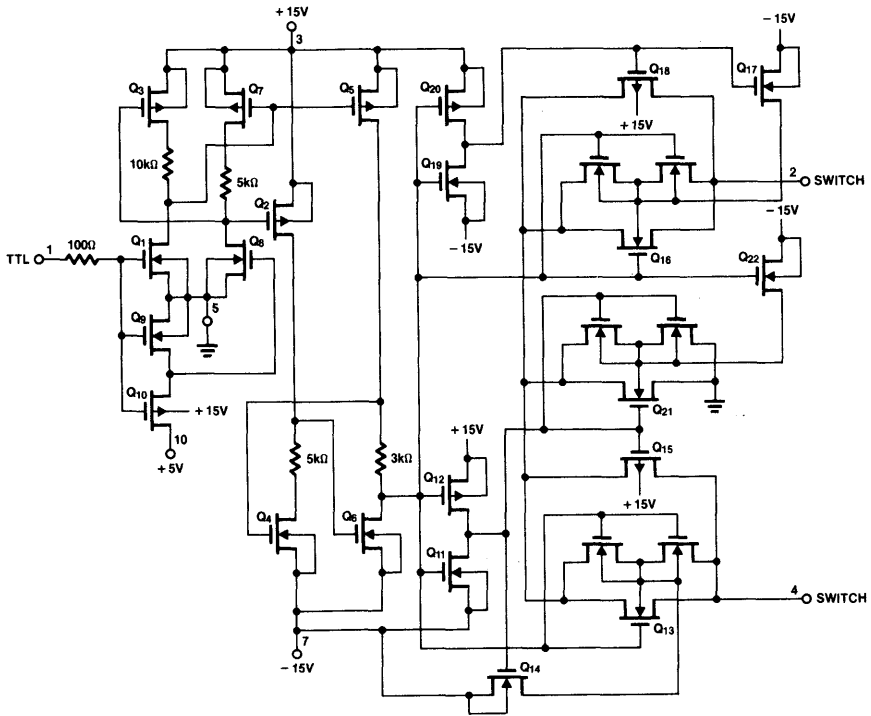 +15V
3
-15V
Q3
Q7
Q5
Q20
Q18
Q17
+15V
10kΩ
5kΩ
Q19
2
SWITCH
Q2
-15V
-15V
1
TTL
100Ω
Q1
Q8
Q16
Q22
5
Q9
Q10
+15V
Q21
10
+5V
+15V
Q15
5kΩ
3kΩ
Q12
+15V
Q4
Q6
Q11
4
SWITCH
Q13
7
-15V
Q14